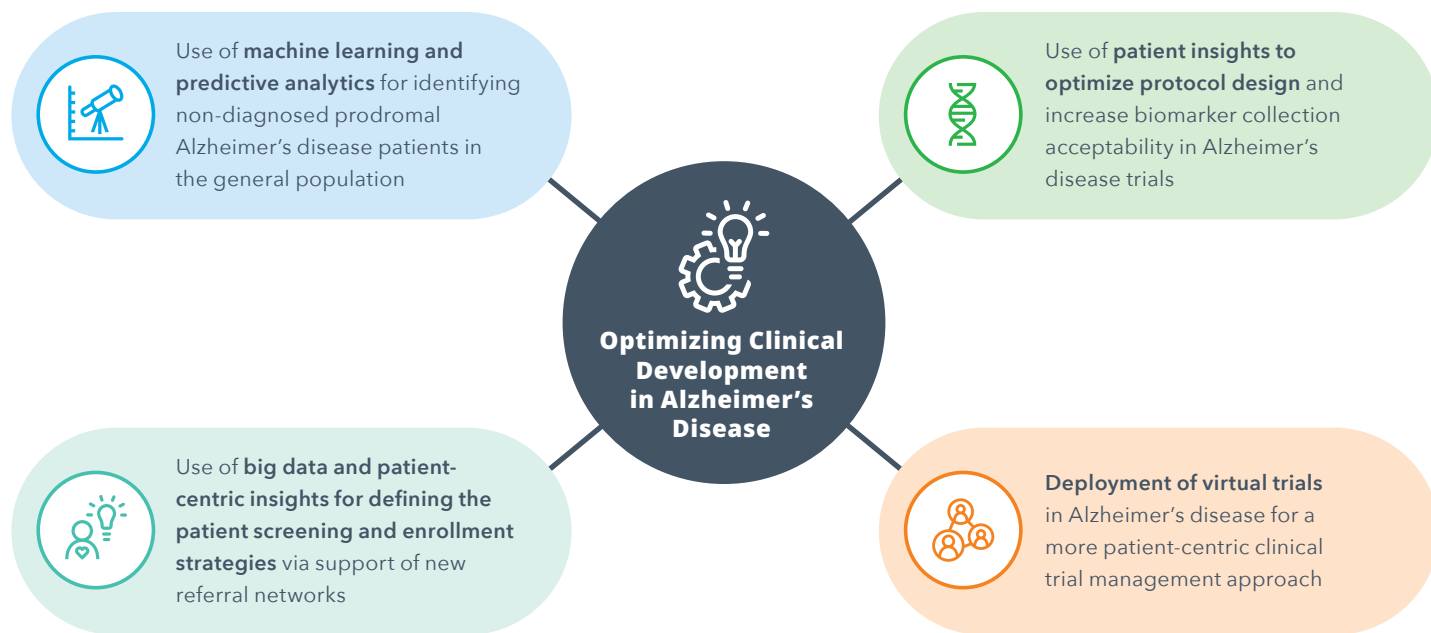 Use of machine learning and
predictive analytics for identifying
non-diagnosed prodromal
Alzheimer’s disease patients in
the general population
Use of patient insights to
optimize protocol design and
increase biomarker collection
acceptability in Alzheimer’s
disease trials
Optimizing Clinical
Development
in Alzheimer’s
Disease
Use of big data and patient-
centric insights for defining the
patient screening and enrollment
strategies via support of new
referral networks
Deployment of virtual trials
in Alzheimer’s disease for a
more patient-centric clinical
trial management approach